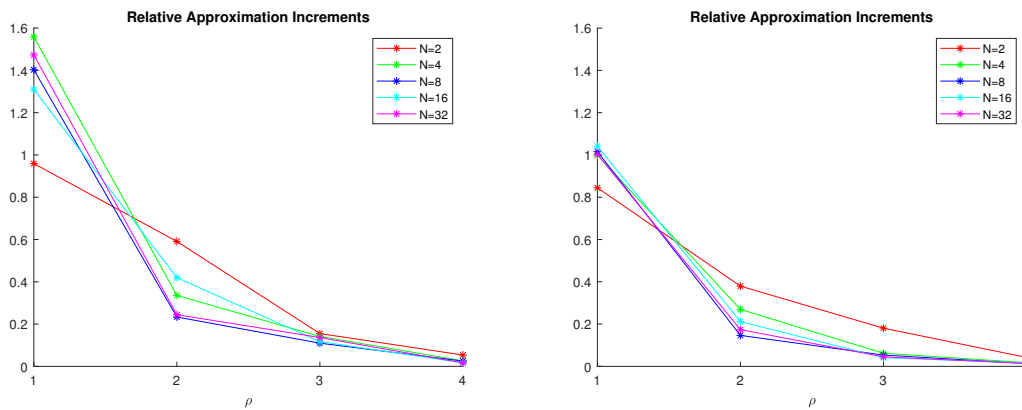 Relative Approximation Increments
1.6
1.4
1.2
1
0.8
0.6
0.4
0.2
0
1 2 3 4
ρ
N=2
N=4
N=8
N=16
N=32
Relative Approximation Increments
1.6
1.4
1.2
1
0.8
0.6
0.4
0.2
0
1 2 3
ρ
N=2
N=4
N=8
N=16
N=32